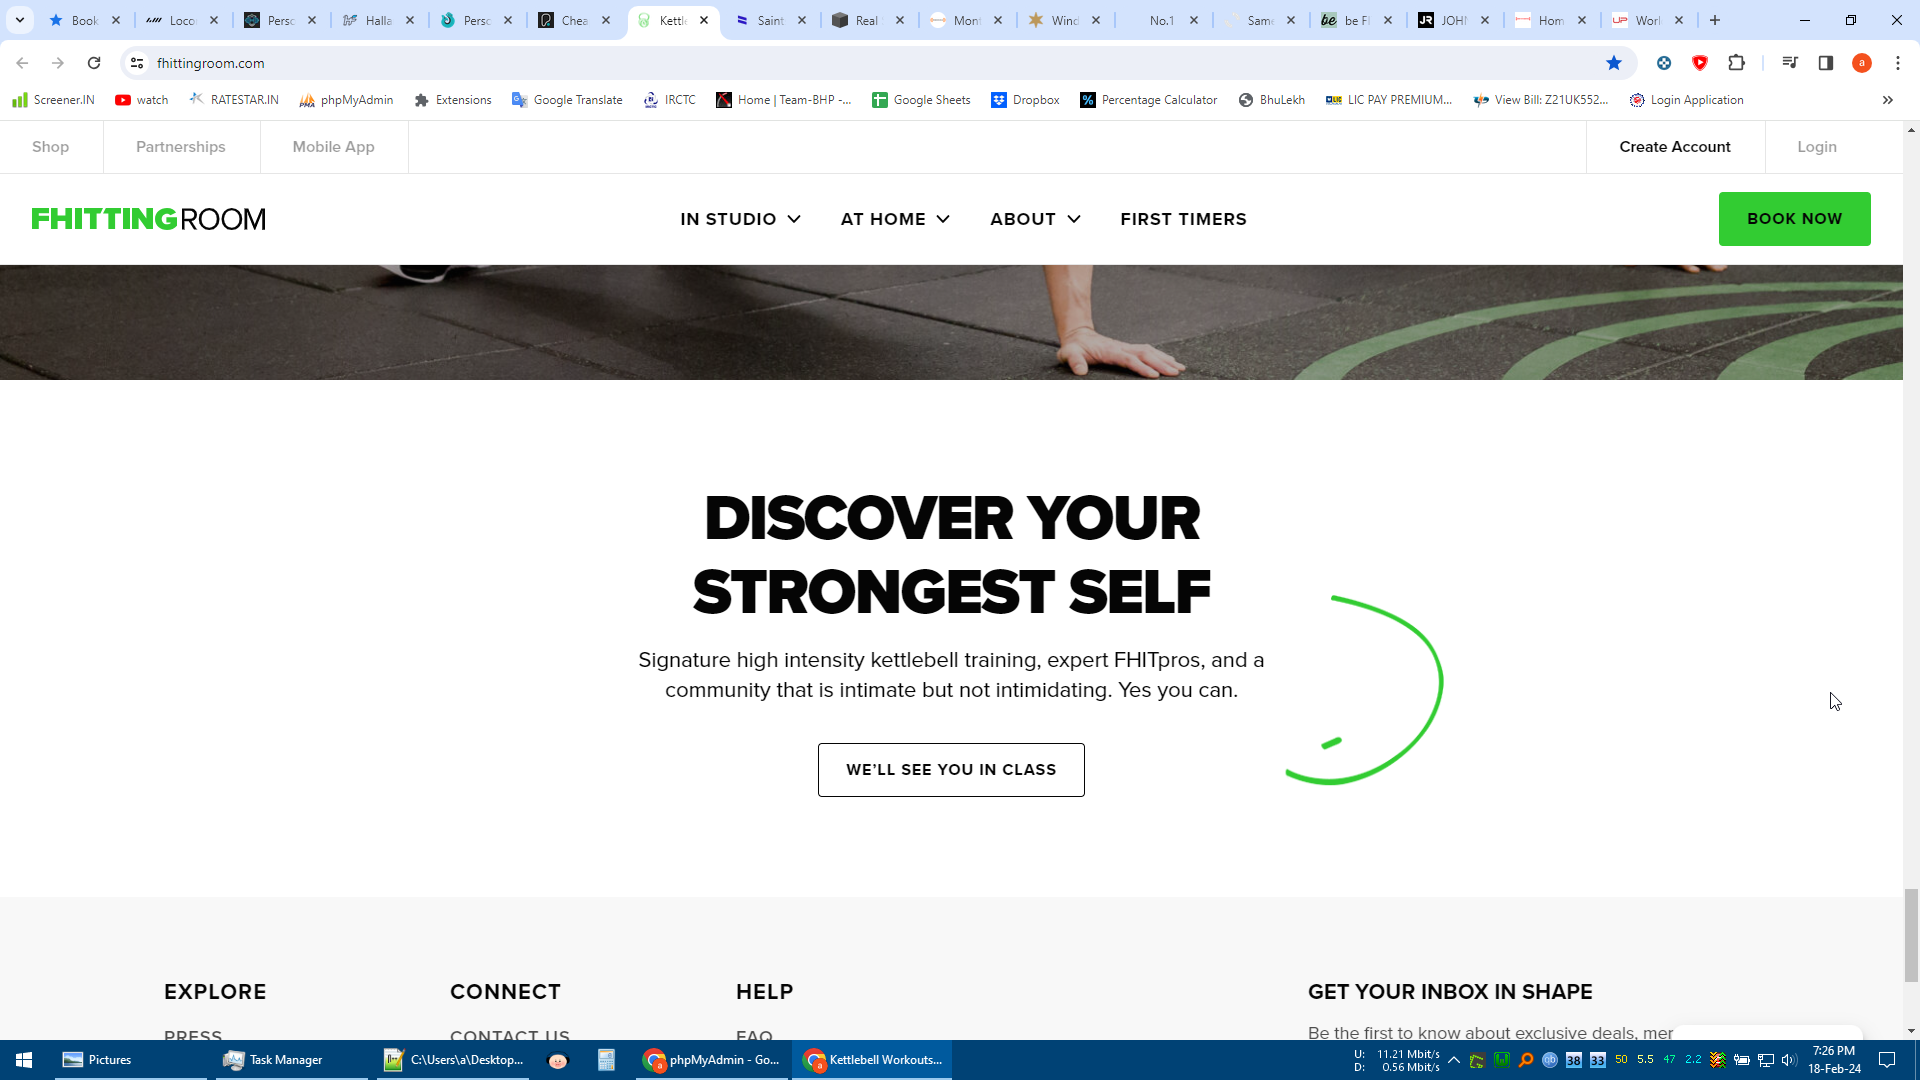 Book
Loco
Perso
Halla
Perso
Chea
Kettle
Saint
Real
Mont
Wind
No.1
Same
be Fl
JOHN
Hom
Worl
fhittingroom.com
Screener.IN
watch
RATESTAR.IN
phpMyAdmin
Extensions
Google Translate
IRCTC
Home | Team-BHP -...
Google Sheets
Dropbox
Percentage Calculator
BhuLekh
LIC PAY PREMIUM...
View Bill: Z21UK552...
Login Application
Shop
Partnerships
Mobile App
Create Account
Login
FHITTINGROOM
IN STUDIO
AT HOME
ABOUT
FIRST TIMERS
BOOK NOW
DISCOVER YOUR
STRONGEST SELF
Signature high intensity kettlebell training, expert FHITpros, and a
community that is intimate but not intimidating. Yes you can.
WE'LL SEE YOU IN CLASS
EXPLORE
CONNECT
HELP
GET YOUR INBOX IN SHAPE
PRESS
CONTACT US
FAQ
Be the first to know about exclusive deals, mer
Pictures
Task Manager
C:\Users\a\Desktop...
phpMyAdmin - Go...
Kettlebell Workouts...
U: 11.21 Mbit/s
D: 0.56 Mbit/s
38
33
50
5.5
47
2.2
7:26 PM
18-Feb-24